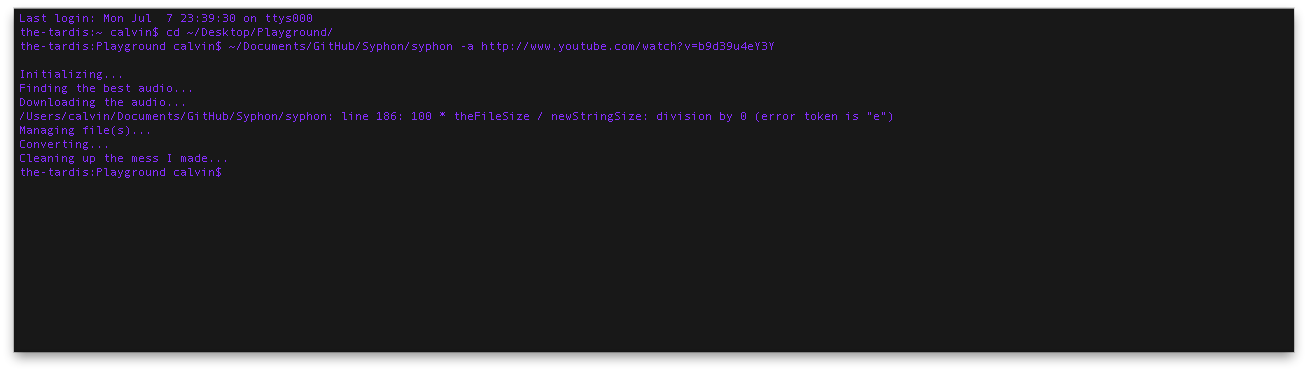 Last login: Mon Jul  7 23:39:30 on ttys000
the-tardis:~ calvin$ cd ~/Desktop/Playground/
the-tardis:Playground calvin$ ~/Documents/GitHub/Syphon/syphon -a http://www.youtube.com/watch?v=b9d39u4eY3Y
Initializing...
Finding the best audio...
Downloading the audio...
/Users/calvin/Documents/GitHub/Syphon/syphon: line 186: 100 * theFileSize / newStringSize: division by 0 (error token is "e")
Managing file(s)...
Converting...
Cleaning up the mess I made...
the-tardis:Playground calvin$